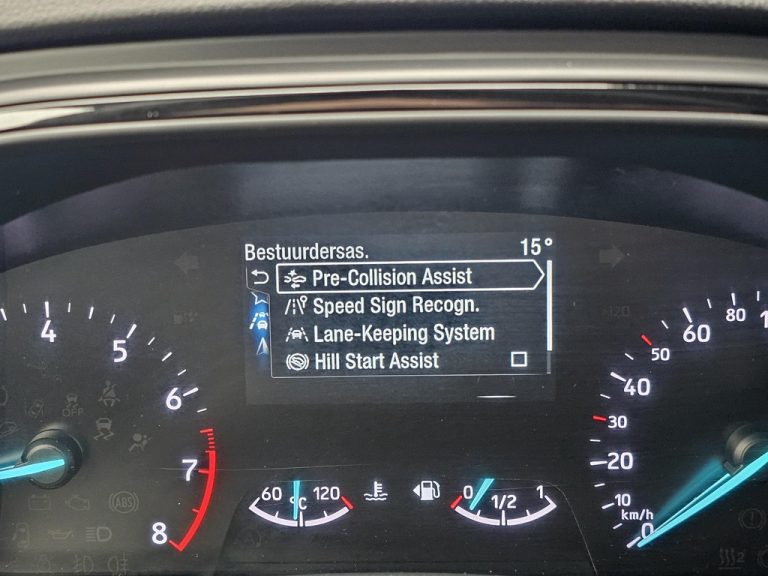 Bestuurdersas. 15°
Pre-Collision Assist
Speed Sign Recogn.
Lane-Keeping System
Hill Start Assist
4
5
6
7
8
OFF
ABS
60 °C 120
0 1/2 1
>120
80
60
50
40
30
20
10
km/h
0
2